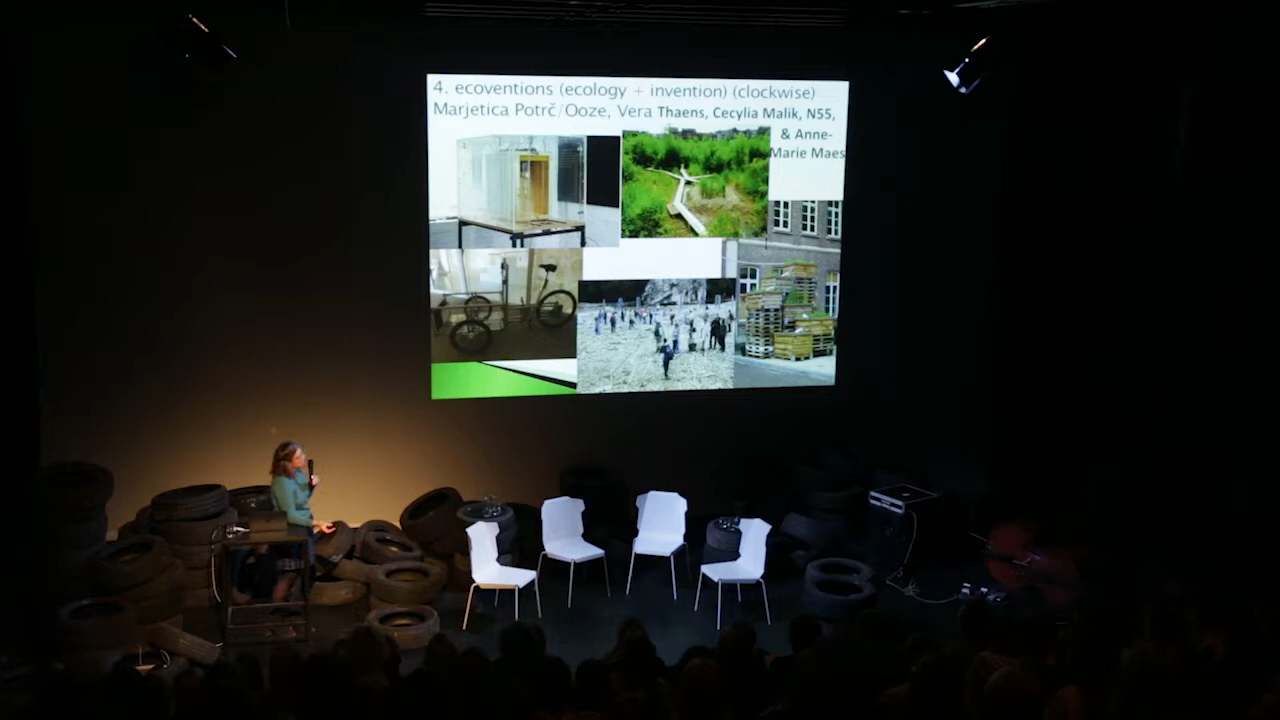 4. ecoventions (ecology + invention) (clockwise)
Marjetica Potrč/Ooze, Vera Thaens, Cecylia Malik, N55,
& Anne-
Marie Maes